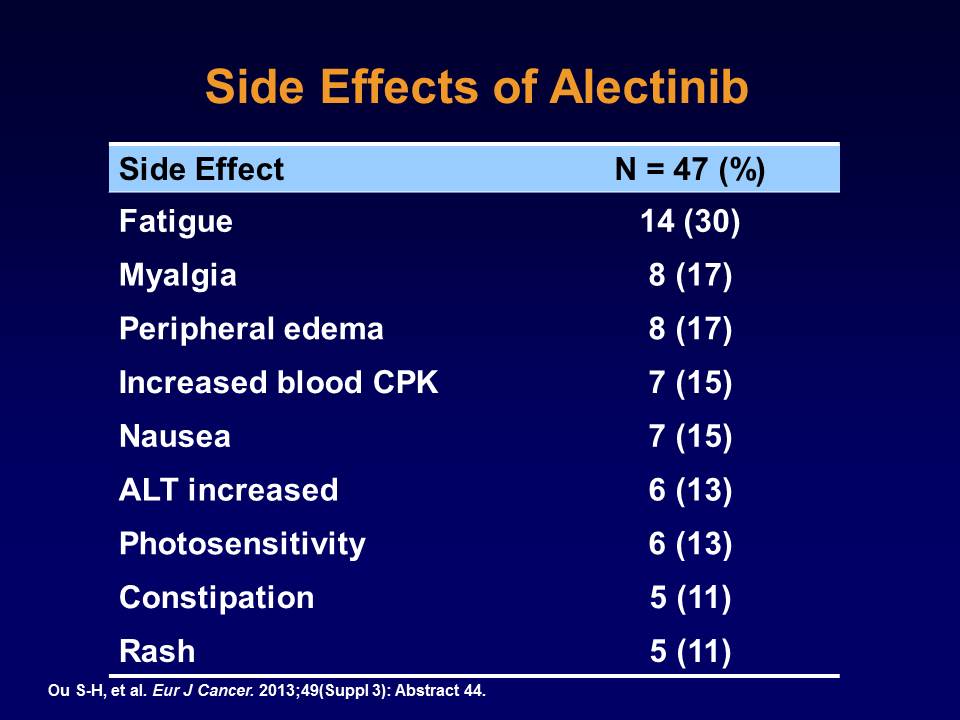 Side Effects of Alectinib
Side Effect N = 47 (%)
Fatigue 14 (30)
Myalgia 8 (17)
Peripheral edema 8 (17)
Increased blood CPK 7 (15)
Nausea 7 (15)
ALT increased 6 (13)
Photosensitivity 6 (13)
Constipation 5 (11)
Rash 5 (11)
Ou S-H, et al. Eur J Cancer. 2013;49(Suppl 3): Abstract 44.